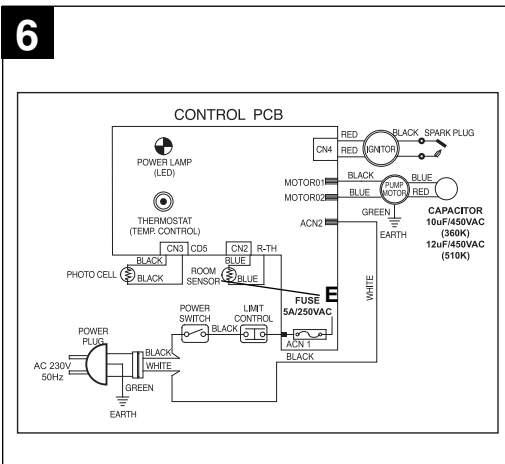 6
CONTROL PCB
POWER LAMP
(LED)
THERMOSTAT
(TEMP. CONTROL)
CN4
RED
RED
IGNITOR
BLACK
SPARK PLUG
MOTOR01
MOTOR02
BLACK
BLUE
PUMP
MOTOR
BLUE
RED
GREEN
EARTH
CAPACITOR
10uF/450VAC
(360K)
12uF/450VAC
(510K)
ACN2
WHITE
CN3
CD5
CN2
R-TH
BLACK
BLACK
PHOTO CELL
BLUE
BLUE
ROOM
SENSOR
FUSE
5A/250VAC
E
POWER
SWITCH
BLACK
LIMIT
CONTROL
ACN 1
BLACK
POWER
PLUG
AC 230V
50Hz
BLACK
WHITE
GREEN
EARTH